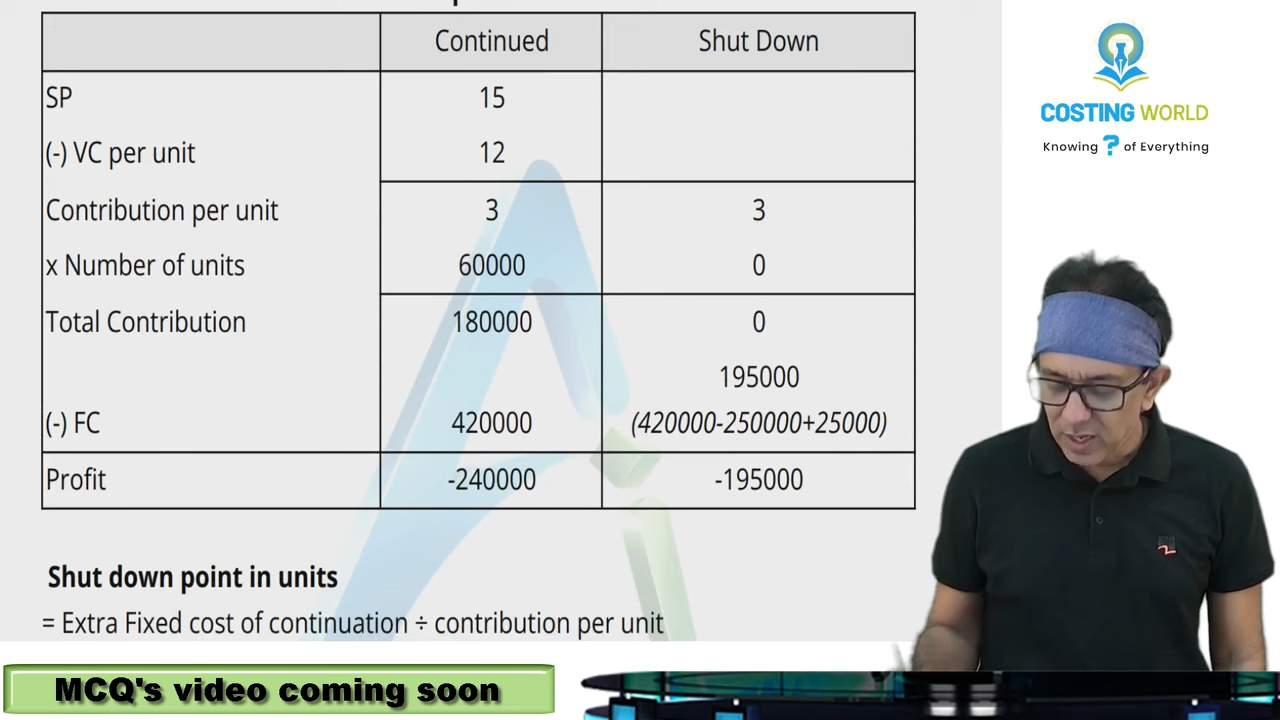 Continued Shut Down
SP 15
(-) VC per unit 12
Contribution per unit 3 3
x Number of units 60000 0
Total Contribution 180000 0
195000
(-) FC 420000 (420000-250000+25000)
Profit -240000 -195000
Shut down point in units
= Extra Fixed cost of continuation ÷ contribution per unit
COSTING WORLD
Knowing ? of Everything
MCQ's video coming soon